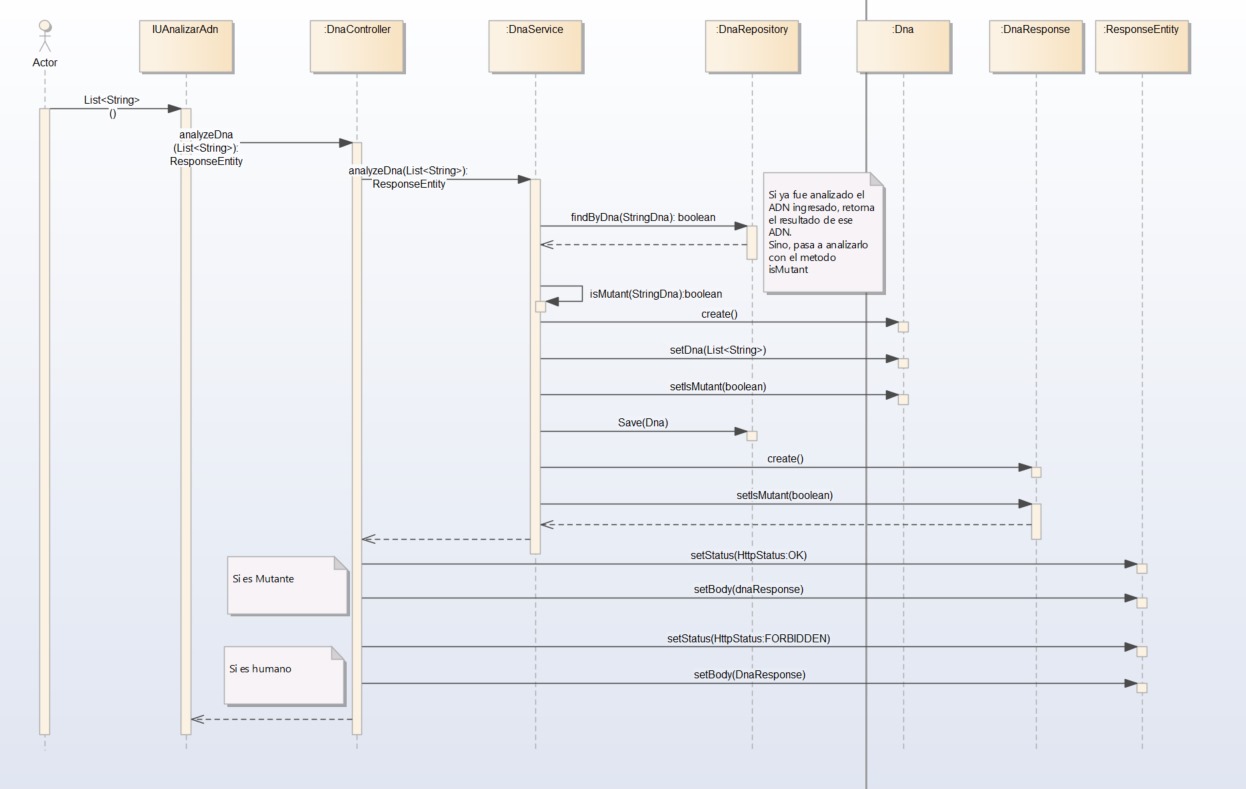 IUAnalizarAdn
:DnaController
:DnaService
:DnaRepository
:Dna
:DnaResponse
:ResponseEntity
Actor
List<String>
()
analyzeDna
(List<String>):
ResponseEntity
analyzeDna(List<String>):
ResponseEntity
Si ya fue analizado el
ADN ingresado, retorna
el resultado de ese
ADN.
Sino, pasa a analizarlo
con el metodo
isMutant
findByDna(StringDna): boolean
isMutant(StringDna):boolean
create()
setDna(List<String>)
setIsMutant(boolean)
Save(Dna)
create()
setIsMutant(boolean)
setStatus(HttpStatus:OK)
Si es Mutante
setBody(dnaResponse)
setStatus(HttpStatus:FORBIDDEN)
Si es humano
setBody(DnaResponse)